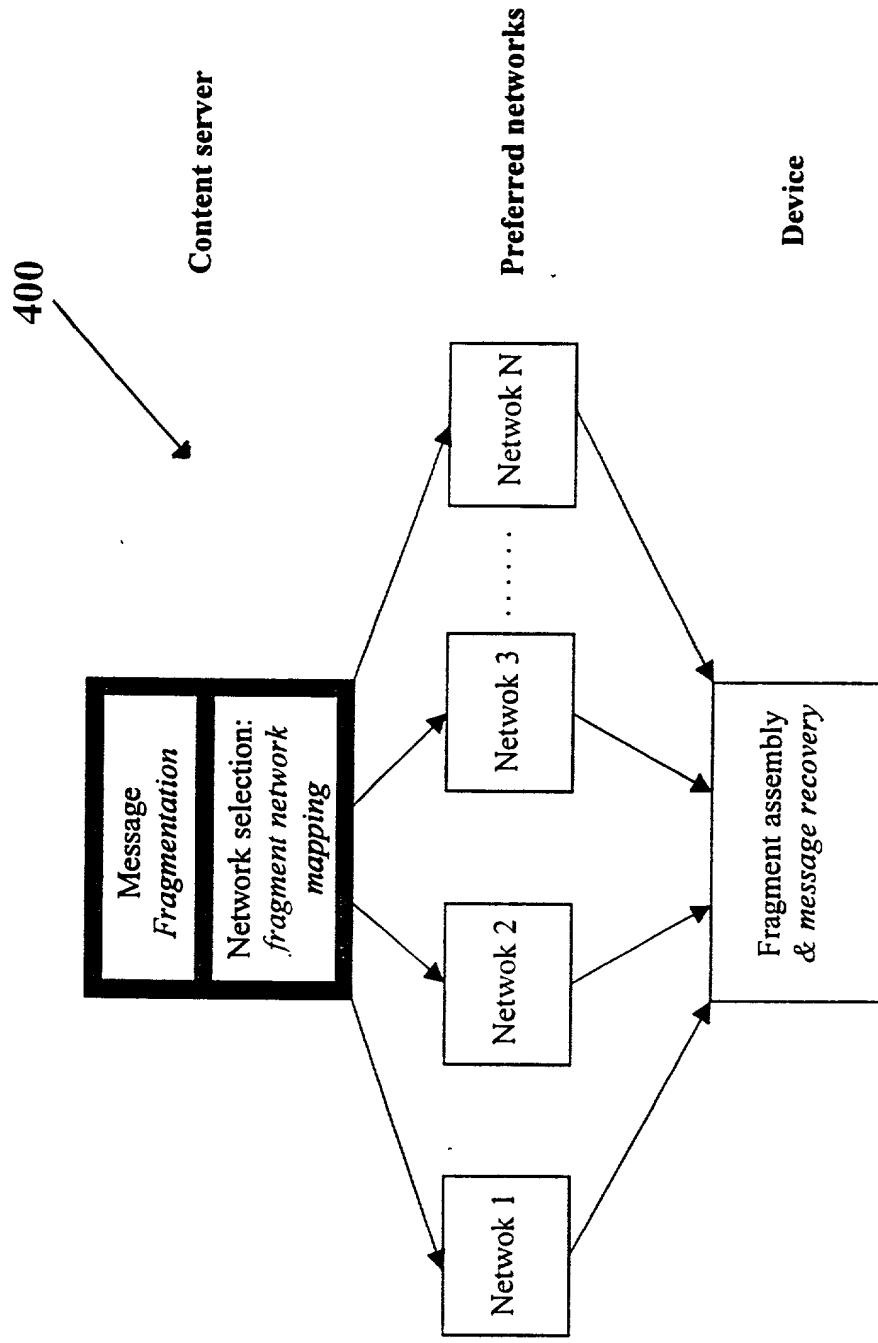 400
Content server
Message
Fragmentation
Network selection:
fragment network
mapping
Preferred networks
Netwok 1
Netwok 2
Netwok 3
......
Netwok N
Device
Fragment assembly
& message recovery